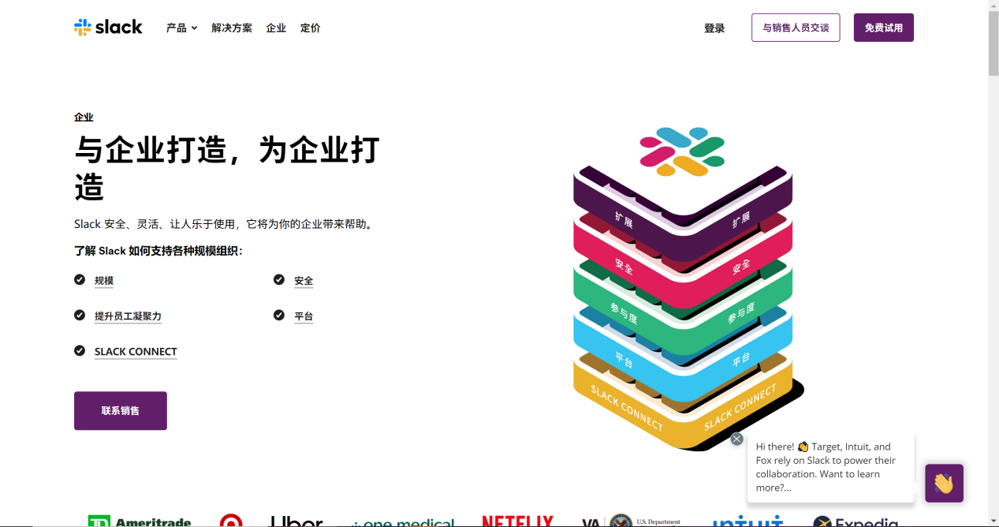 slack 产品 解决方案 企业 定价 登录 与销售人员交谈 免费试用
企业
与企业打造，为企业打
造
Slack 安全、灵活、让人乐于使用，它将为你的企业带来帮助。
了解 Slack 如何支持各种规模组织：
规模 安全
提升员工凝聚力 平台
SLACK CONNECT
联系销售
扩展 扩展
安全 安全
参与度 参与度
平台 平台
SLACK CONNECT SLACK CONNECT
Hi there! 👋 Target, Intuit, and
Fox rely on Slack to power their
collaboration. Want to learn
more?...
TD Ameritrade Uber one medical NETFLIX VA U.S. Department intuit Expedia